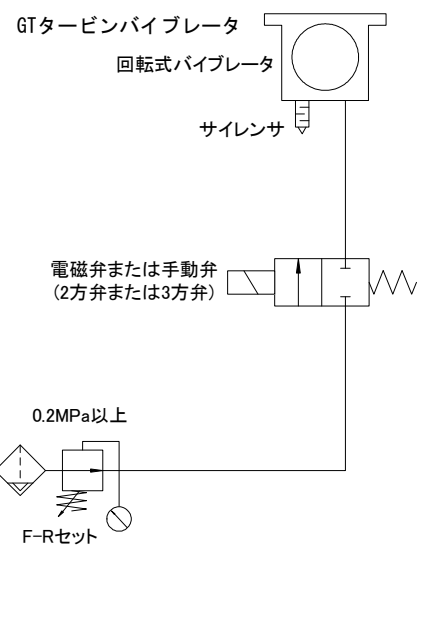 GTタービンバイブレータ
回転式バイブレータ
サイレンサ
電磁弁または手動弁
(2方弁または3方弁)
0.2MPa以上
F-Rセット